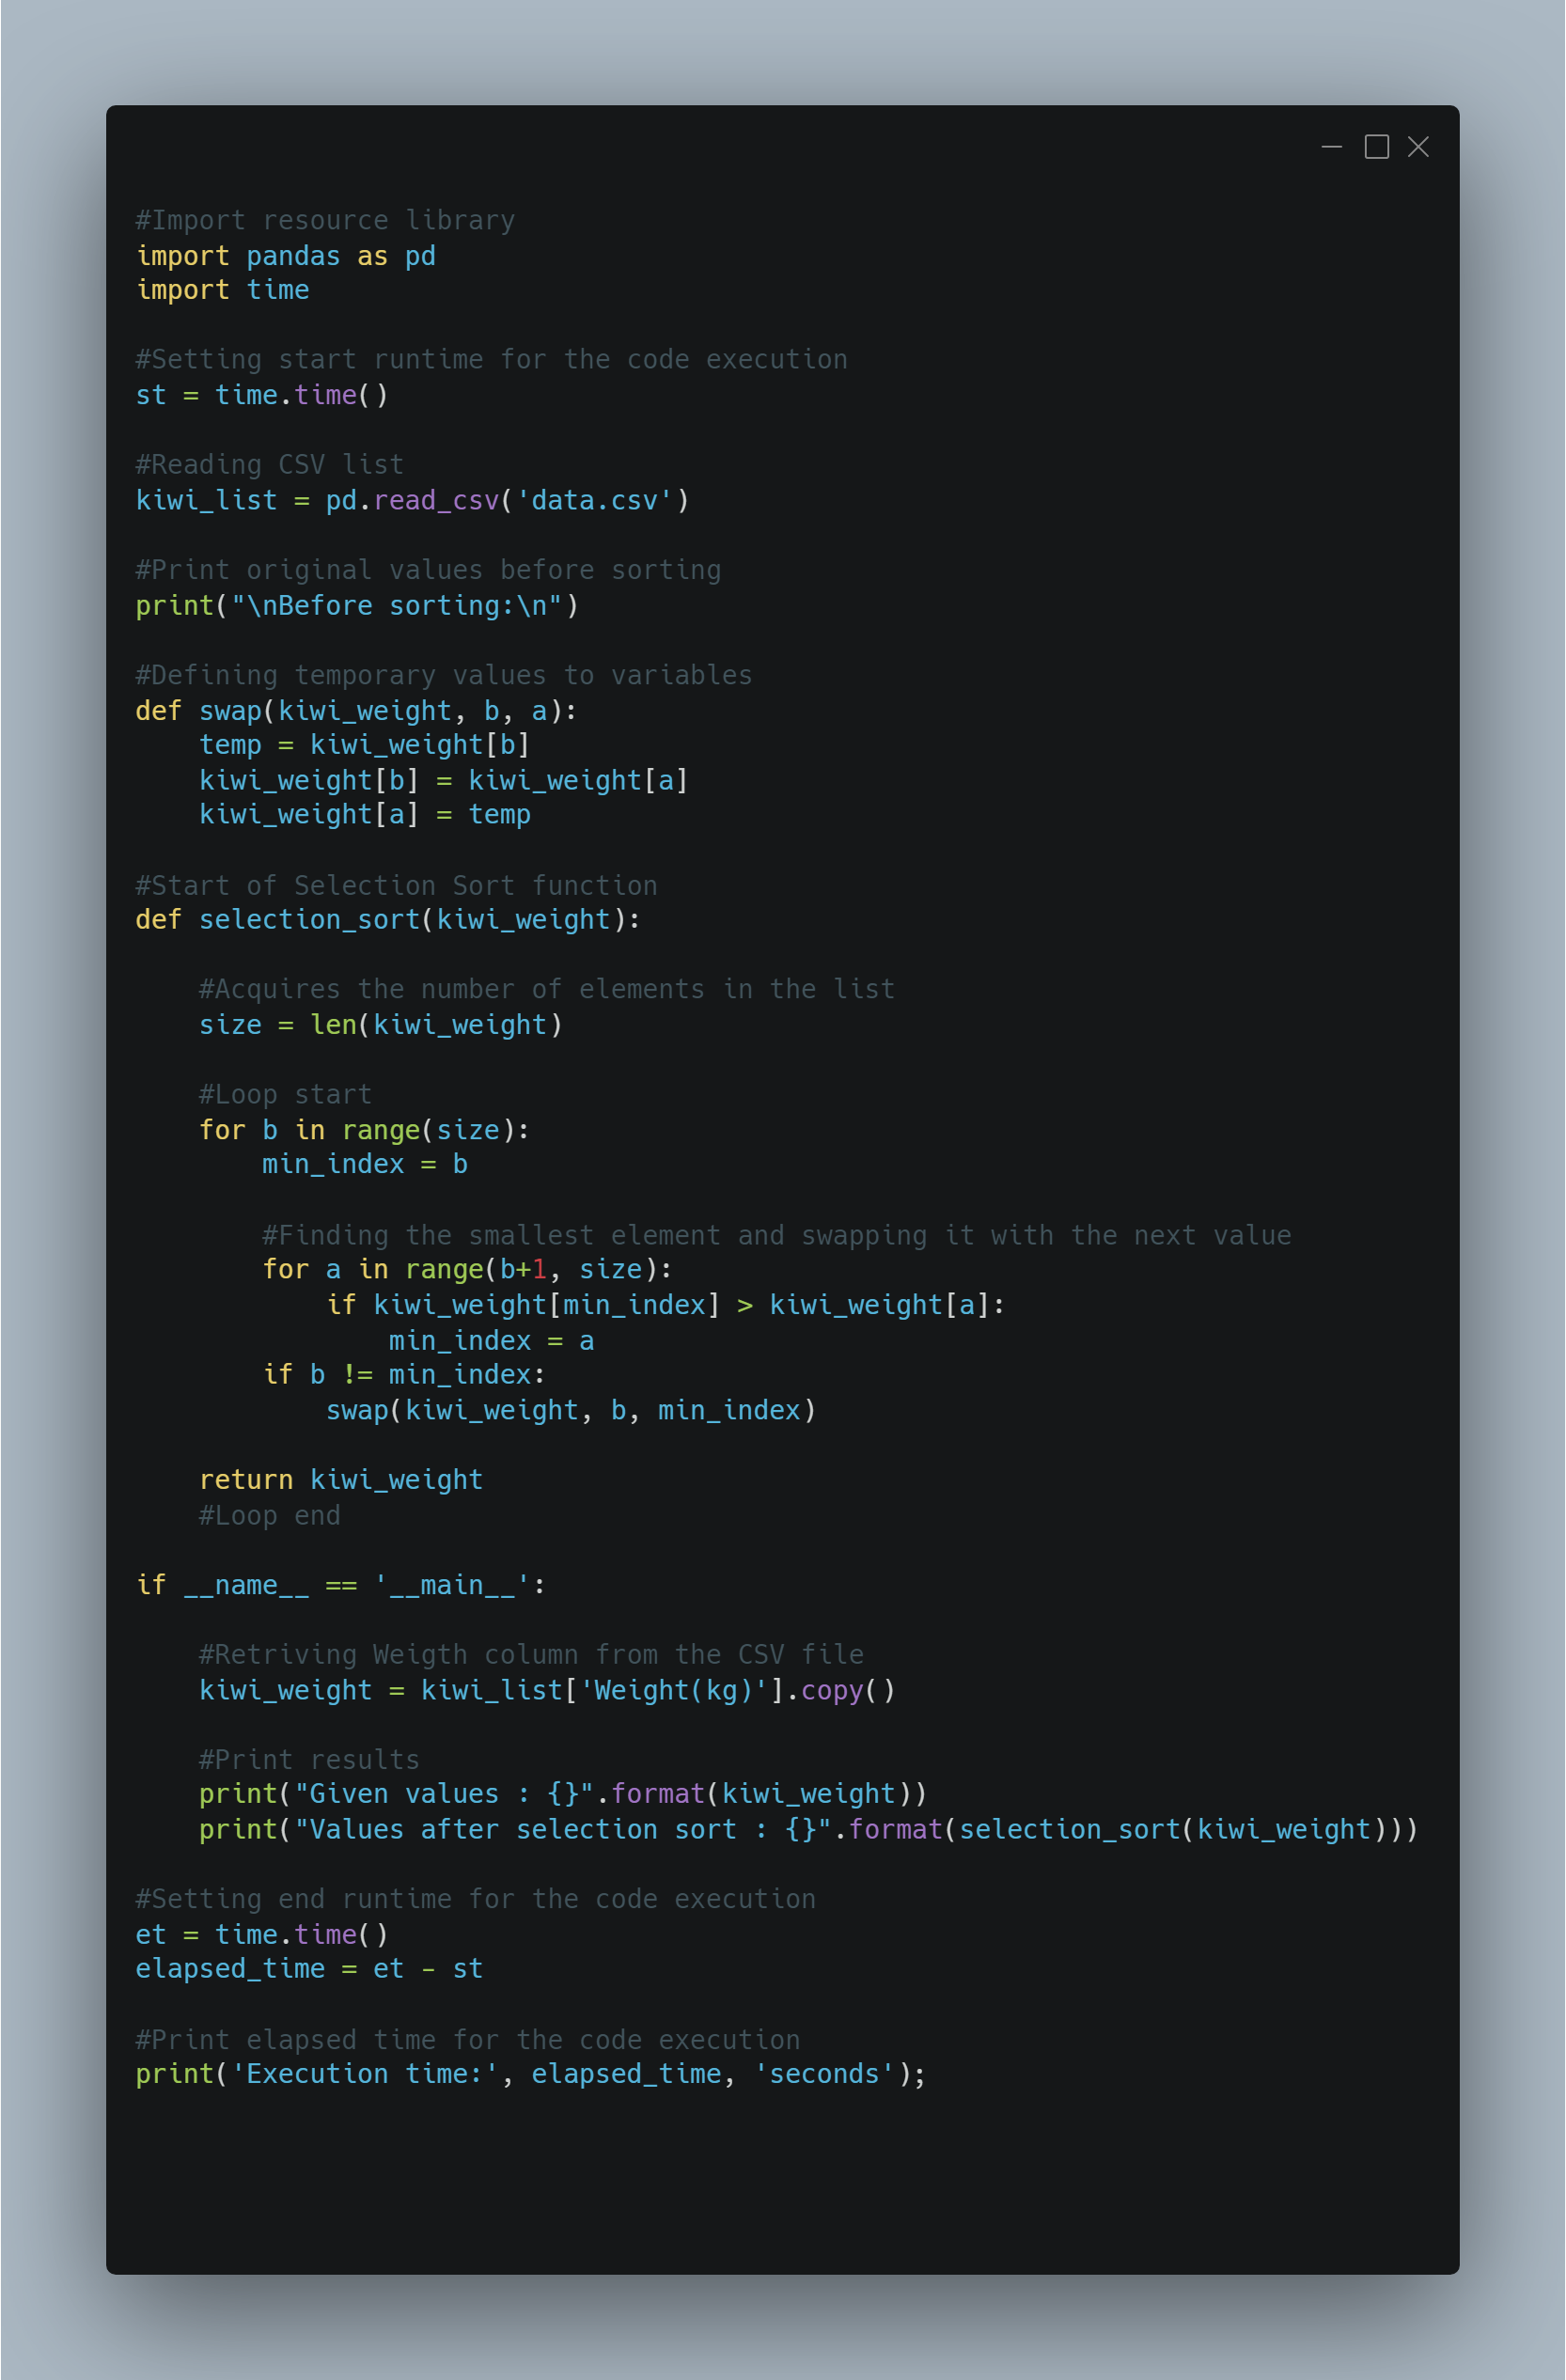 #Import resource library
import pandas as pd
import time
#Setting start runtime for the code execution
st = time.time()
#Reading CSV list
kiwi_list = pd.read_csv('data.csv')
#Print original values before sorting
print("\nBefore sorting:\n")
#Defining temporary values to variables
def swap(kiwi_weight, b, a):
    temp = kiwi_weight[b]
    kiwi_weight[b] = kiwi_weight[a]
    kiwi_weight[a] = temp
#Start of Selection Sort function
def selection_sort(kiwi_weight):
    #Acquires the number of elements in the list
    size = len(kiwi_weight)
    #Loop start
    for b in range(size):
        min_index = b
        #Finding the smallest element and swapping it with the next value
        for a in range(b+1, size):
            if kiwi_weight[min_index] > kiwi_weight[a]:
                min_index = a
        if b != min_index:
            swap(kiwi_weight, b, min_index)
    return kiwi_weight
    #Loop end
if __name__ == '__main__':
    #Retriving Weigth column from the CSV file
    kiwi_weight = kiwi_list['Weight(kg)'].copy()
    #Print results
    print("Given values : {}".format(kiwi_weight))
    print("Values after selection sort : {}".format(selection_sort(kiwi_weight)))
#Setting end runtime for the code execution
et = time.time()
elapsed_time = et - st
#Print elapsed time for the code execution
print('Execution time:', elapsed_time, 'seconds');